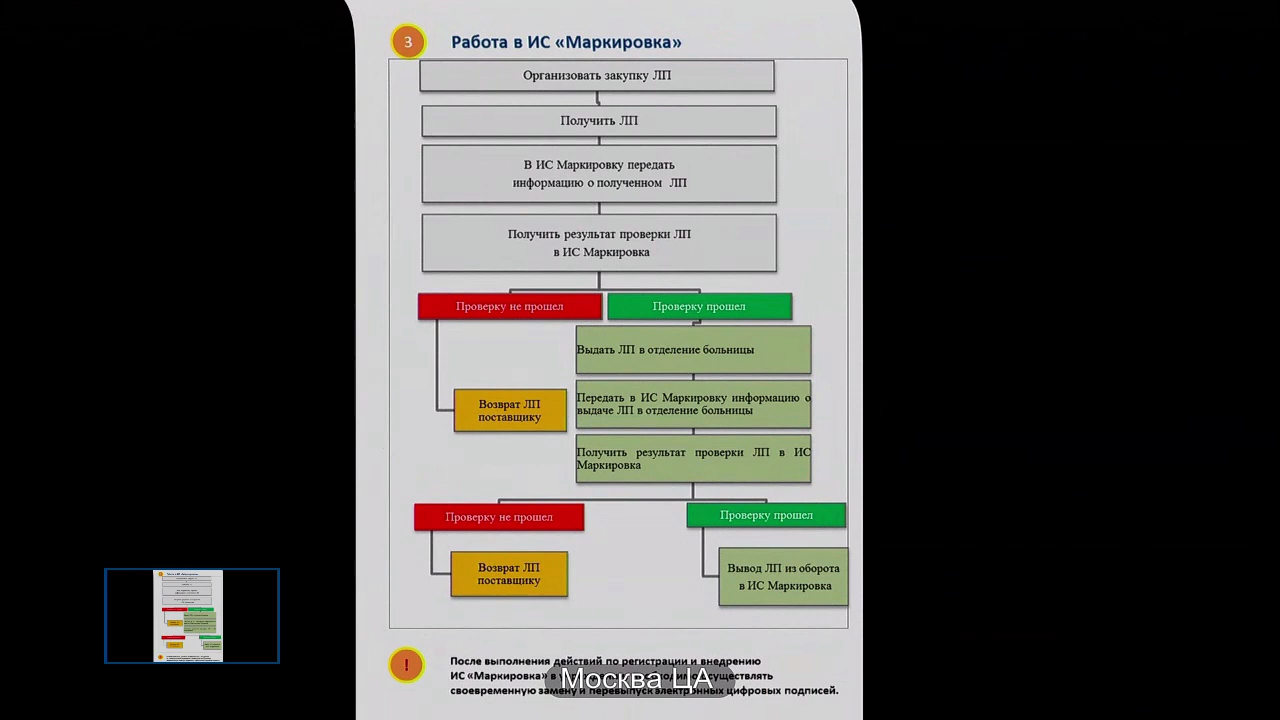 3
Работа в ИС «Маркировка»
Организовать закупку ЛП
Получить ЛП
В ИС Маркировку передать
информацию о полученном ЛП
Получить результат проверки ЛП
в ИС Маркировка
Проверку не прошел
Проверку прошел
Выдать ЛП в отделение больницы
Передать в ИС Маркировку информацию о
выдаче ЛП в отделение больницы
Возврат ЛП
поставщику
Получить результат проверки ЛП в ИС
Маркировка
Проверку не прошел
Проверку прошел
Возврат ЛП
поставщику
Вывод ЛП из оборота
в ИС Маркировка
!
После выполнения действий по регистрации и внедрению
ИС «Маркировка» в
своевременную замену и перевыпуск электронных цифровых подписей.
Москва ЦА